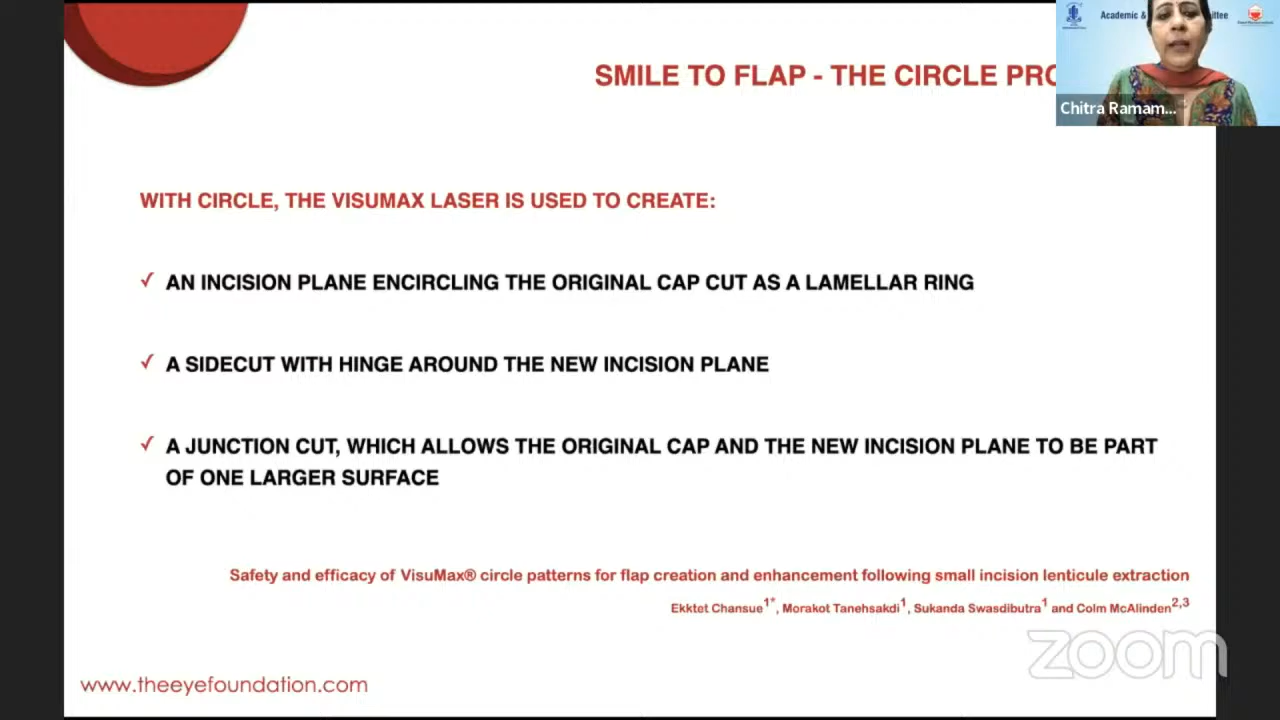 SMILE TO FLAP - THE CIRCLE
Academic &
Chitra Ramam...
WITH CIRCLE, THE VISUMAX LASER IS USED TO CREATE:
✓ AN INCISION PLANE ENCIRCLING THE ORIGINAL CAP CUT AS A LAMELLAR RING
✓ A SIDECUT WITH HINGE AROUND THE NEW INCISION PLANE
✓ A JUNCTION CUT, WHICH ALLOWS THE ORIGINAL CAP AND THE NEW INCISION PLANE TO BE PART
OF ONE LARGER SURFACE
Safety and efficacy of VisuMax® circle patterns for flap creation and enhancement following small incision lenticule extraction
Ekktet Chansue1*, Morakot Tanehsakdi1, Sukanda Swasdibutra1 and Colm McAlinden2,3
zoom
www.theeyefoundation.com